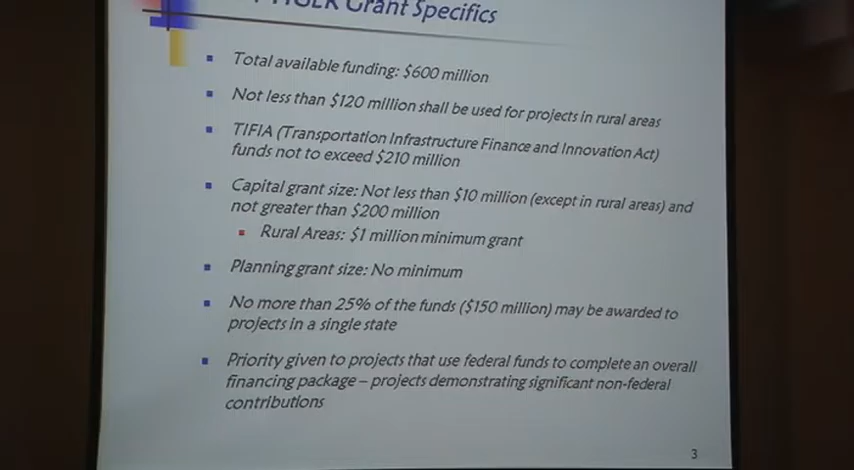 TIGER Grant Specifics
Total available funding: $600 million
Not less than $120 million shall be used for projects in rural areas
TIFIA (Transportation Infrastructure Finance and Innovation Act)
funds not to exceed $210 million
Capital grant size: Not less than $10 million (except in rural areas) and
not greater than $200 million
Rural Areas: $1 million minimum grant
Planning grant size: No minimum
No more than 25% of the funds ($150 million) may be awarded to
projects in a single state
Priority given to projects that use federal funds to complete an overall
financing package – projects demonstrating significant non-federal
contributions
3